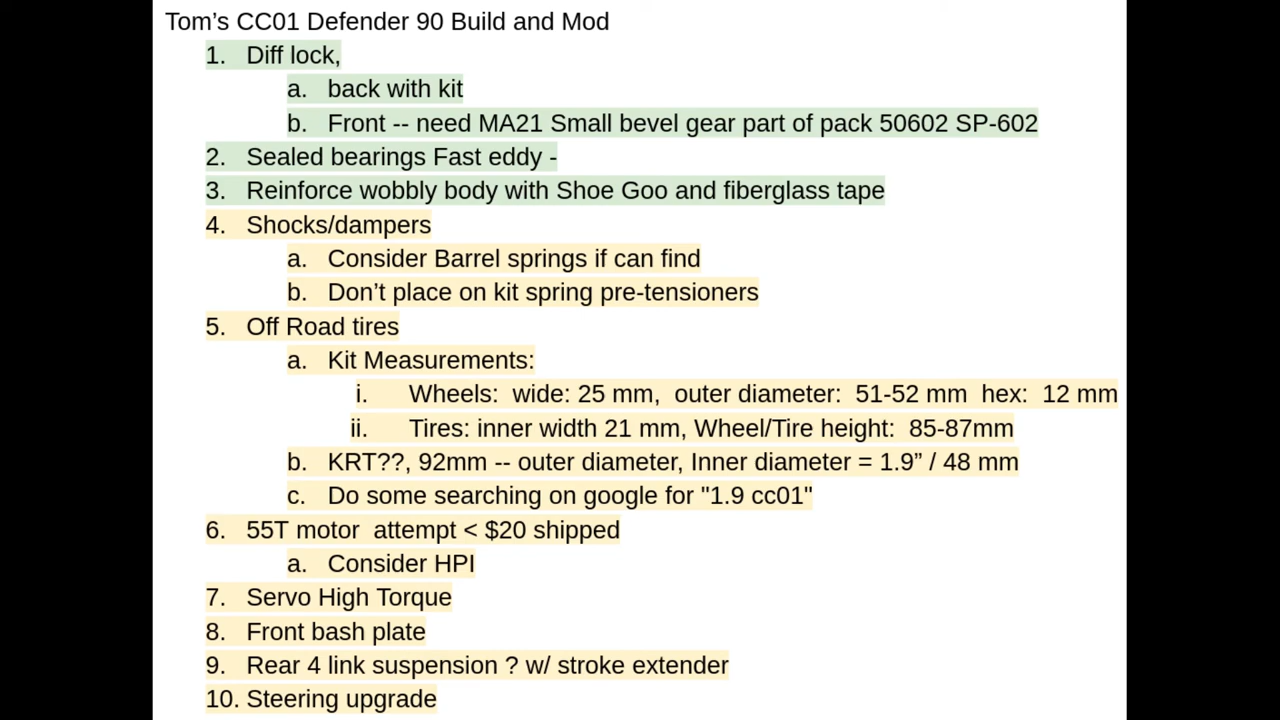 Tom’s CC01 Defender 90 Build and Mod
1. Diff lock,
a. back with kit
b. Front -- need MA21 Small bevel gear part of pack 50602 SP-602
2. Sealed bearings Fast eddy -
3. Reinforce wobbly body with Shoe Goo and fiberglass tape
4. Shocks/dampers
a. Consider Barrel springs if can find
b. Don’t place on kit spring pre-tensioners
5. Off Road tires
a. Kit Measurements:
i. Wheels: wide: 25 mm, outer diameter: 51-52 mm hex: 12 mm
ii. Tires: inner width 21 mm, Wheel/Tire height: 85-87mm
b. KRT??, 92mm -- outer diameter, Inner diameter = 1.9” / 48 mm
c. Do some searching on google for "1.9 cc01"
6. 55T motor attempt < $20 shipped
a. Consider HPI
7. Servo High Torque
8. Front bash plate
9. Rear 4 link suspension ? w/ stroke extender
10. Steering upgrade